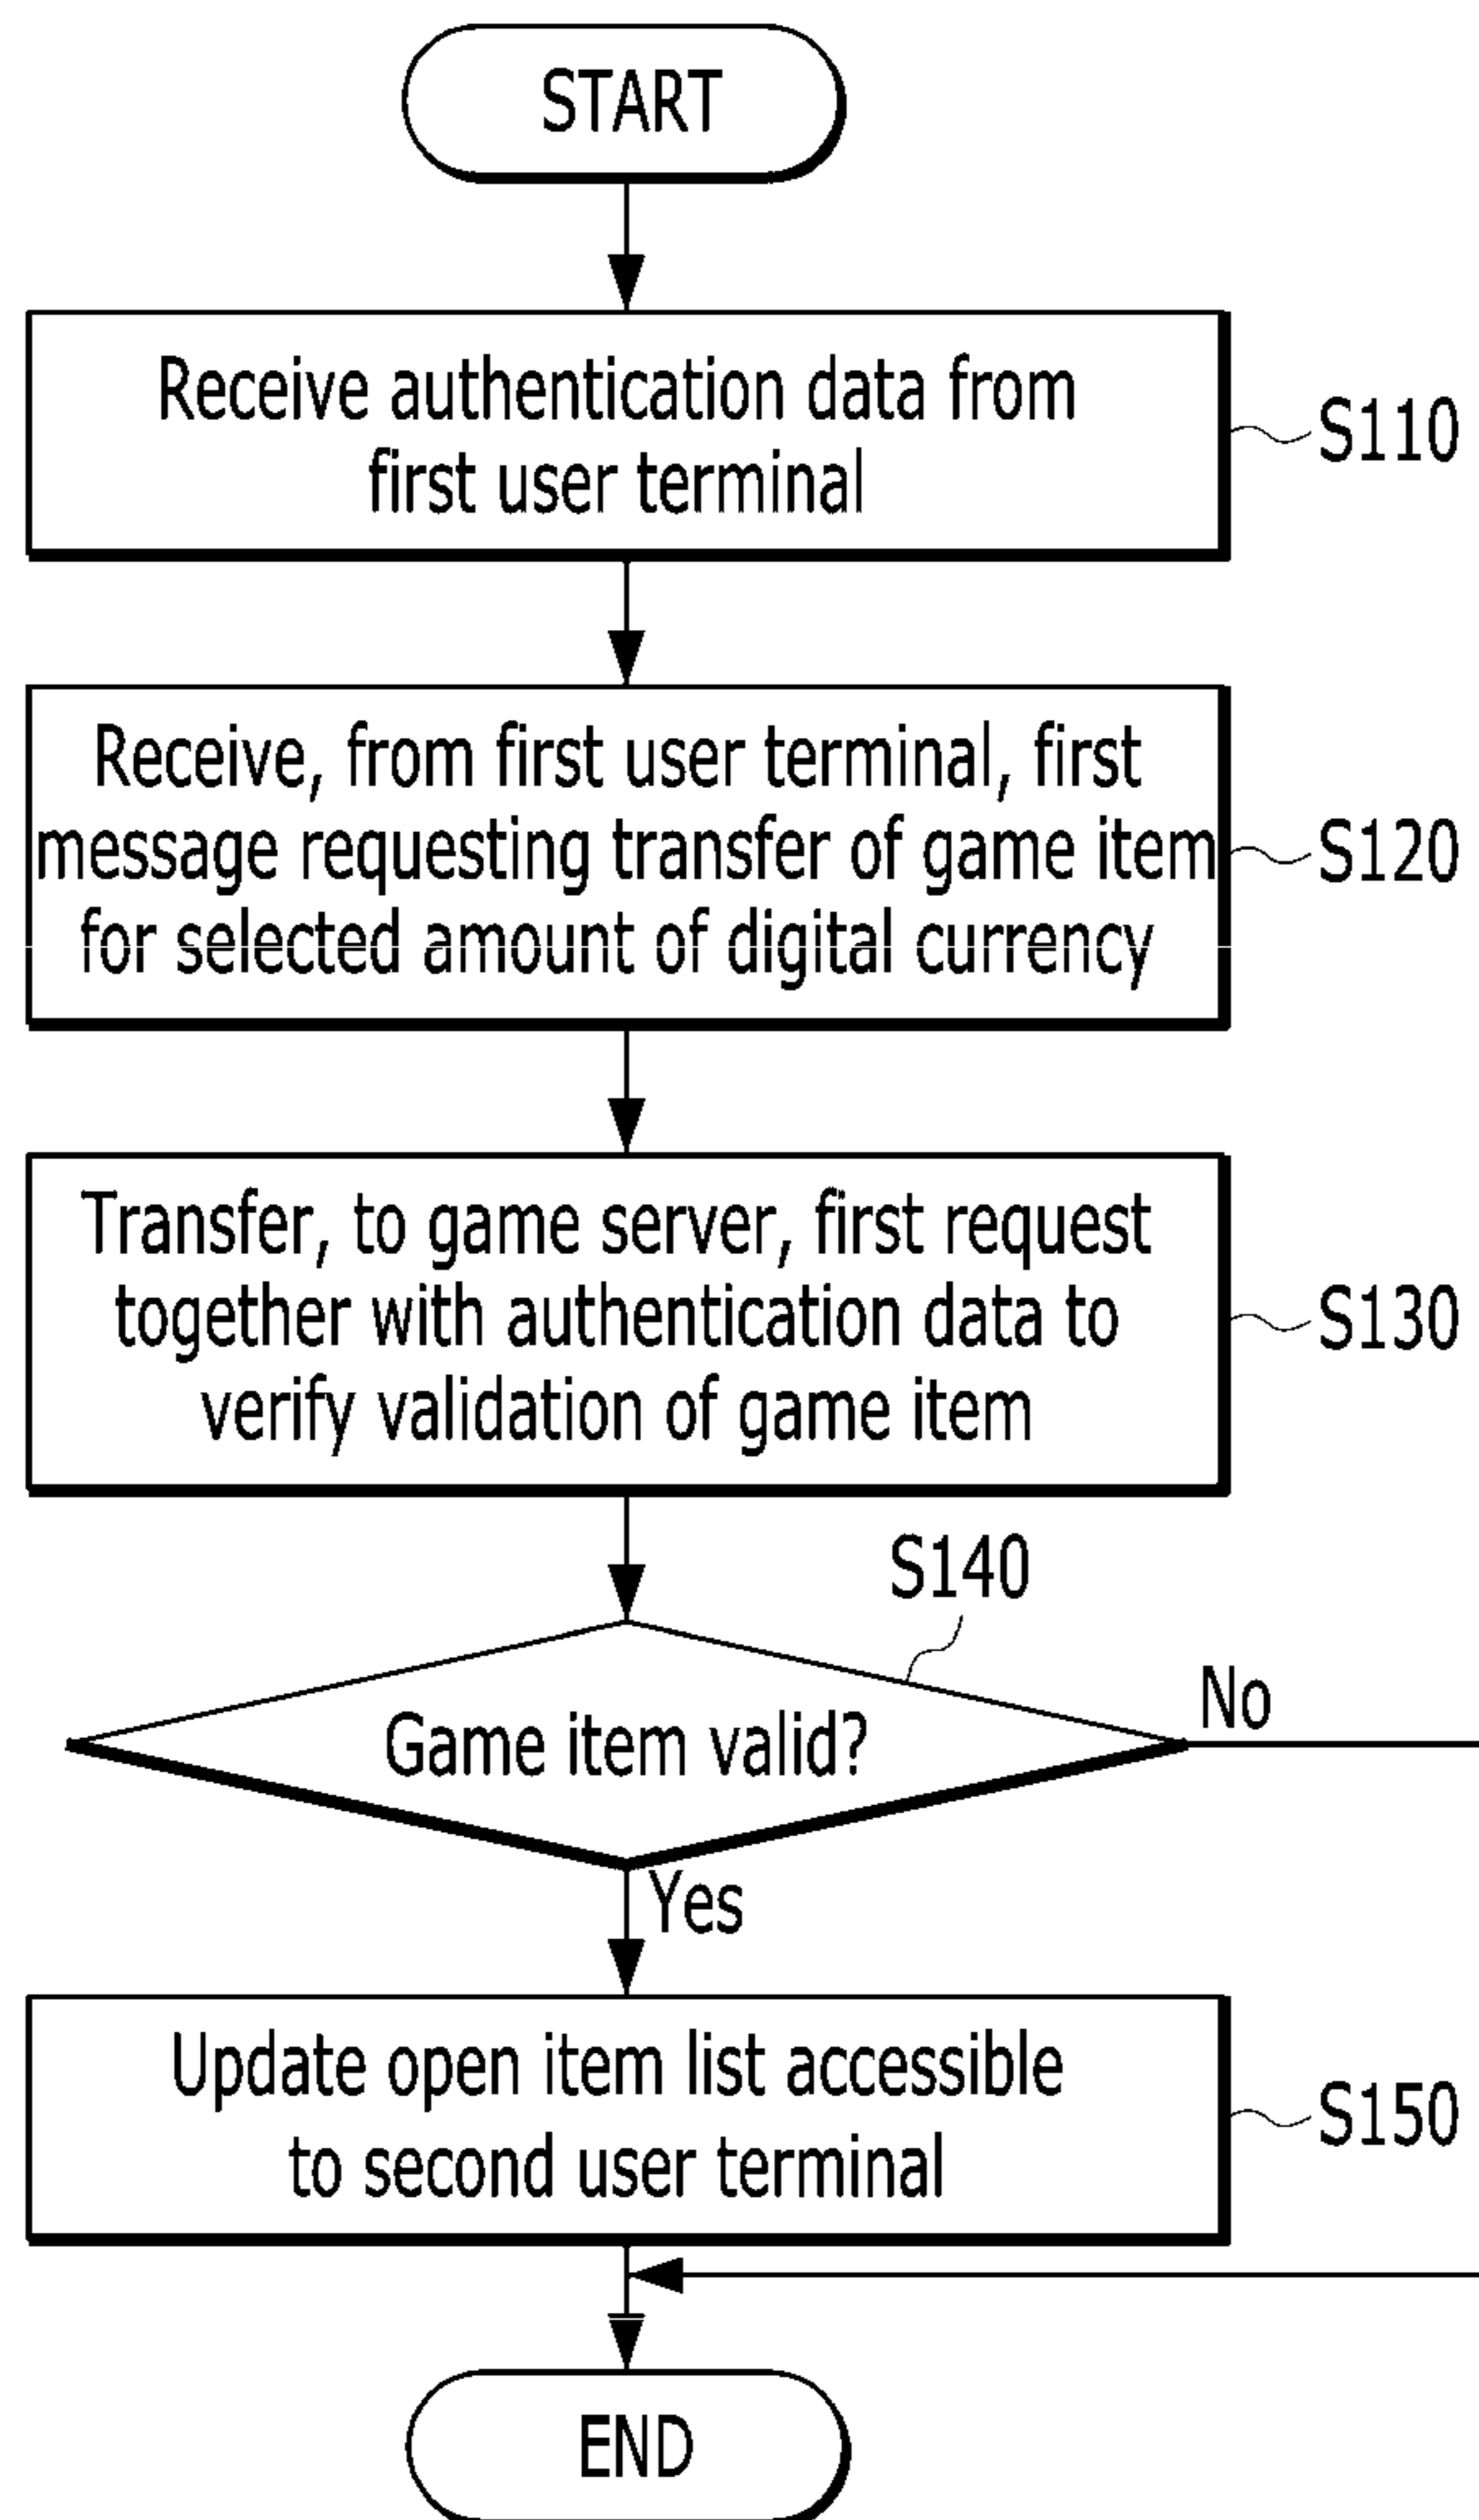 START
Receive authentication data from
first user terminal
S110
Receive, from first user terminal, first
message requesting transfer of game item
for selected amount of digital currency
S120
Transfer, to game server, first request
together with authentication data to
verify validation of game item
S130
S140
Game item valid?
No
Yes
Update open item list accessible
to second user terminal
S150
END